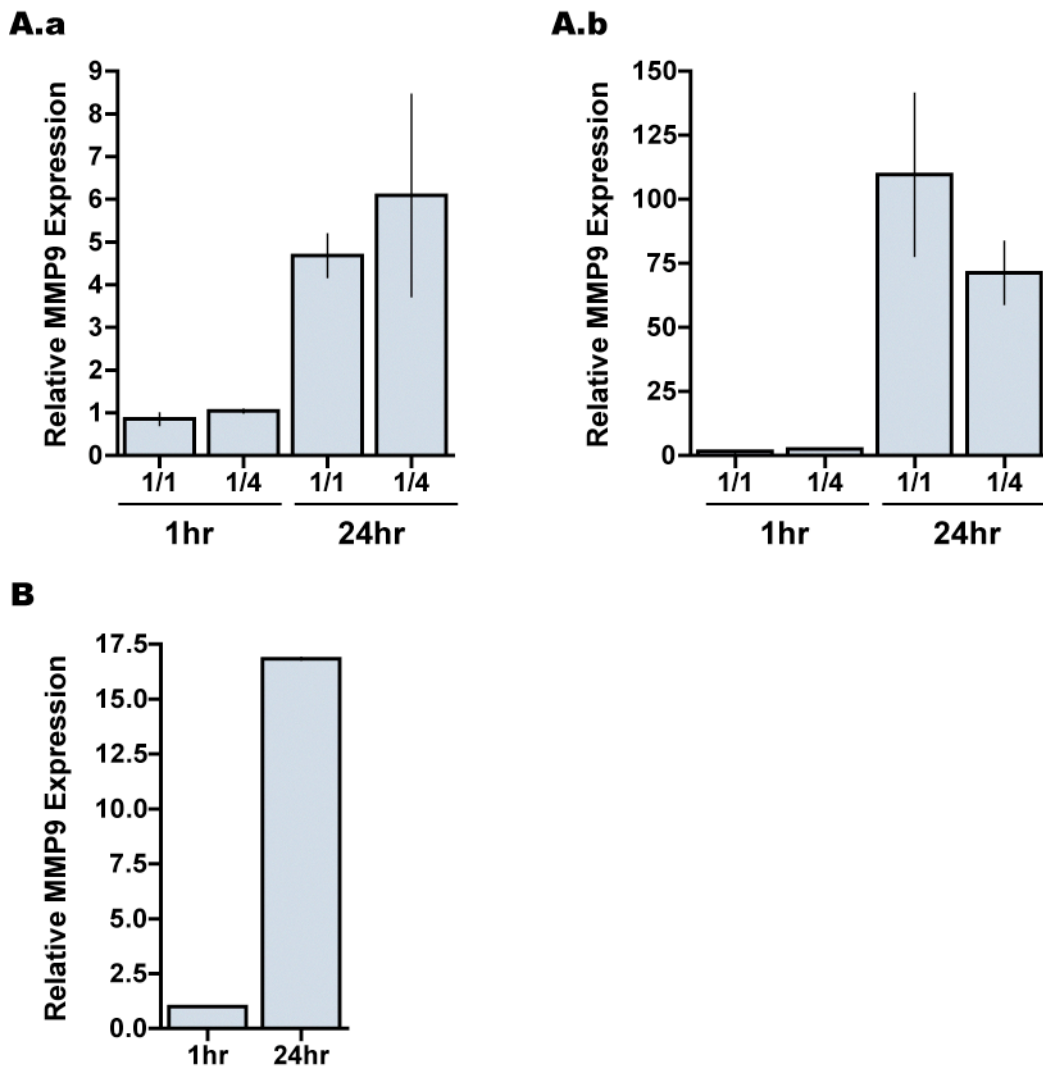 A.a
Relative MMP9 Expression
9
8
7
6
5
4
3
2
1
0
1/1 1/4 1/1 1/4
1hr 24hr
A.b
Relative MMP9 Expression
150
125
100
75
50
25
0
1/1 1/4 1/1 1/4
1hr 24hr
B
Relative MMP9 Expression
17.5
15.0
12.5
10.0
7.5
5.0
2.5
0.0
1hr 24hr